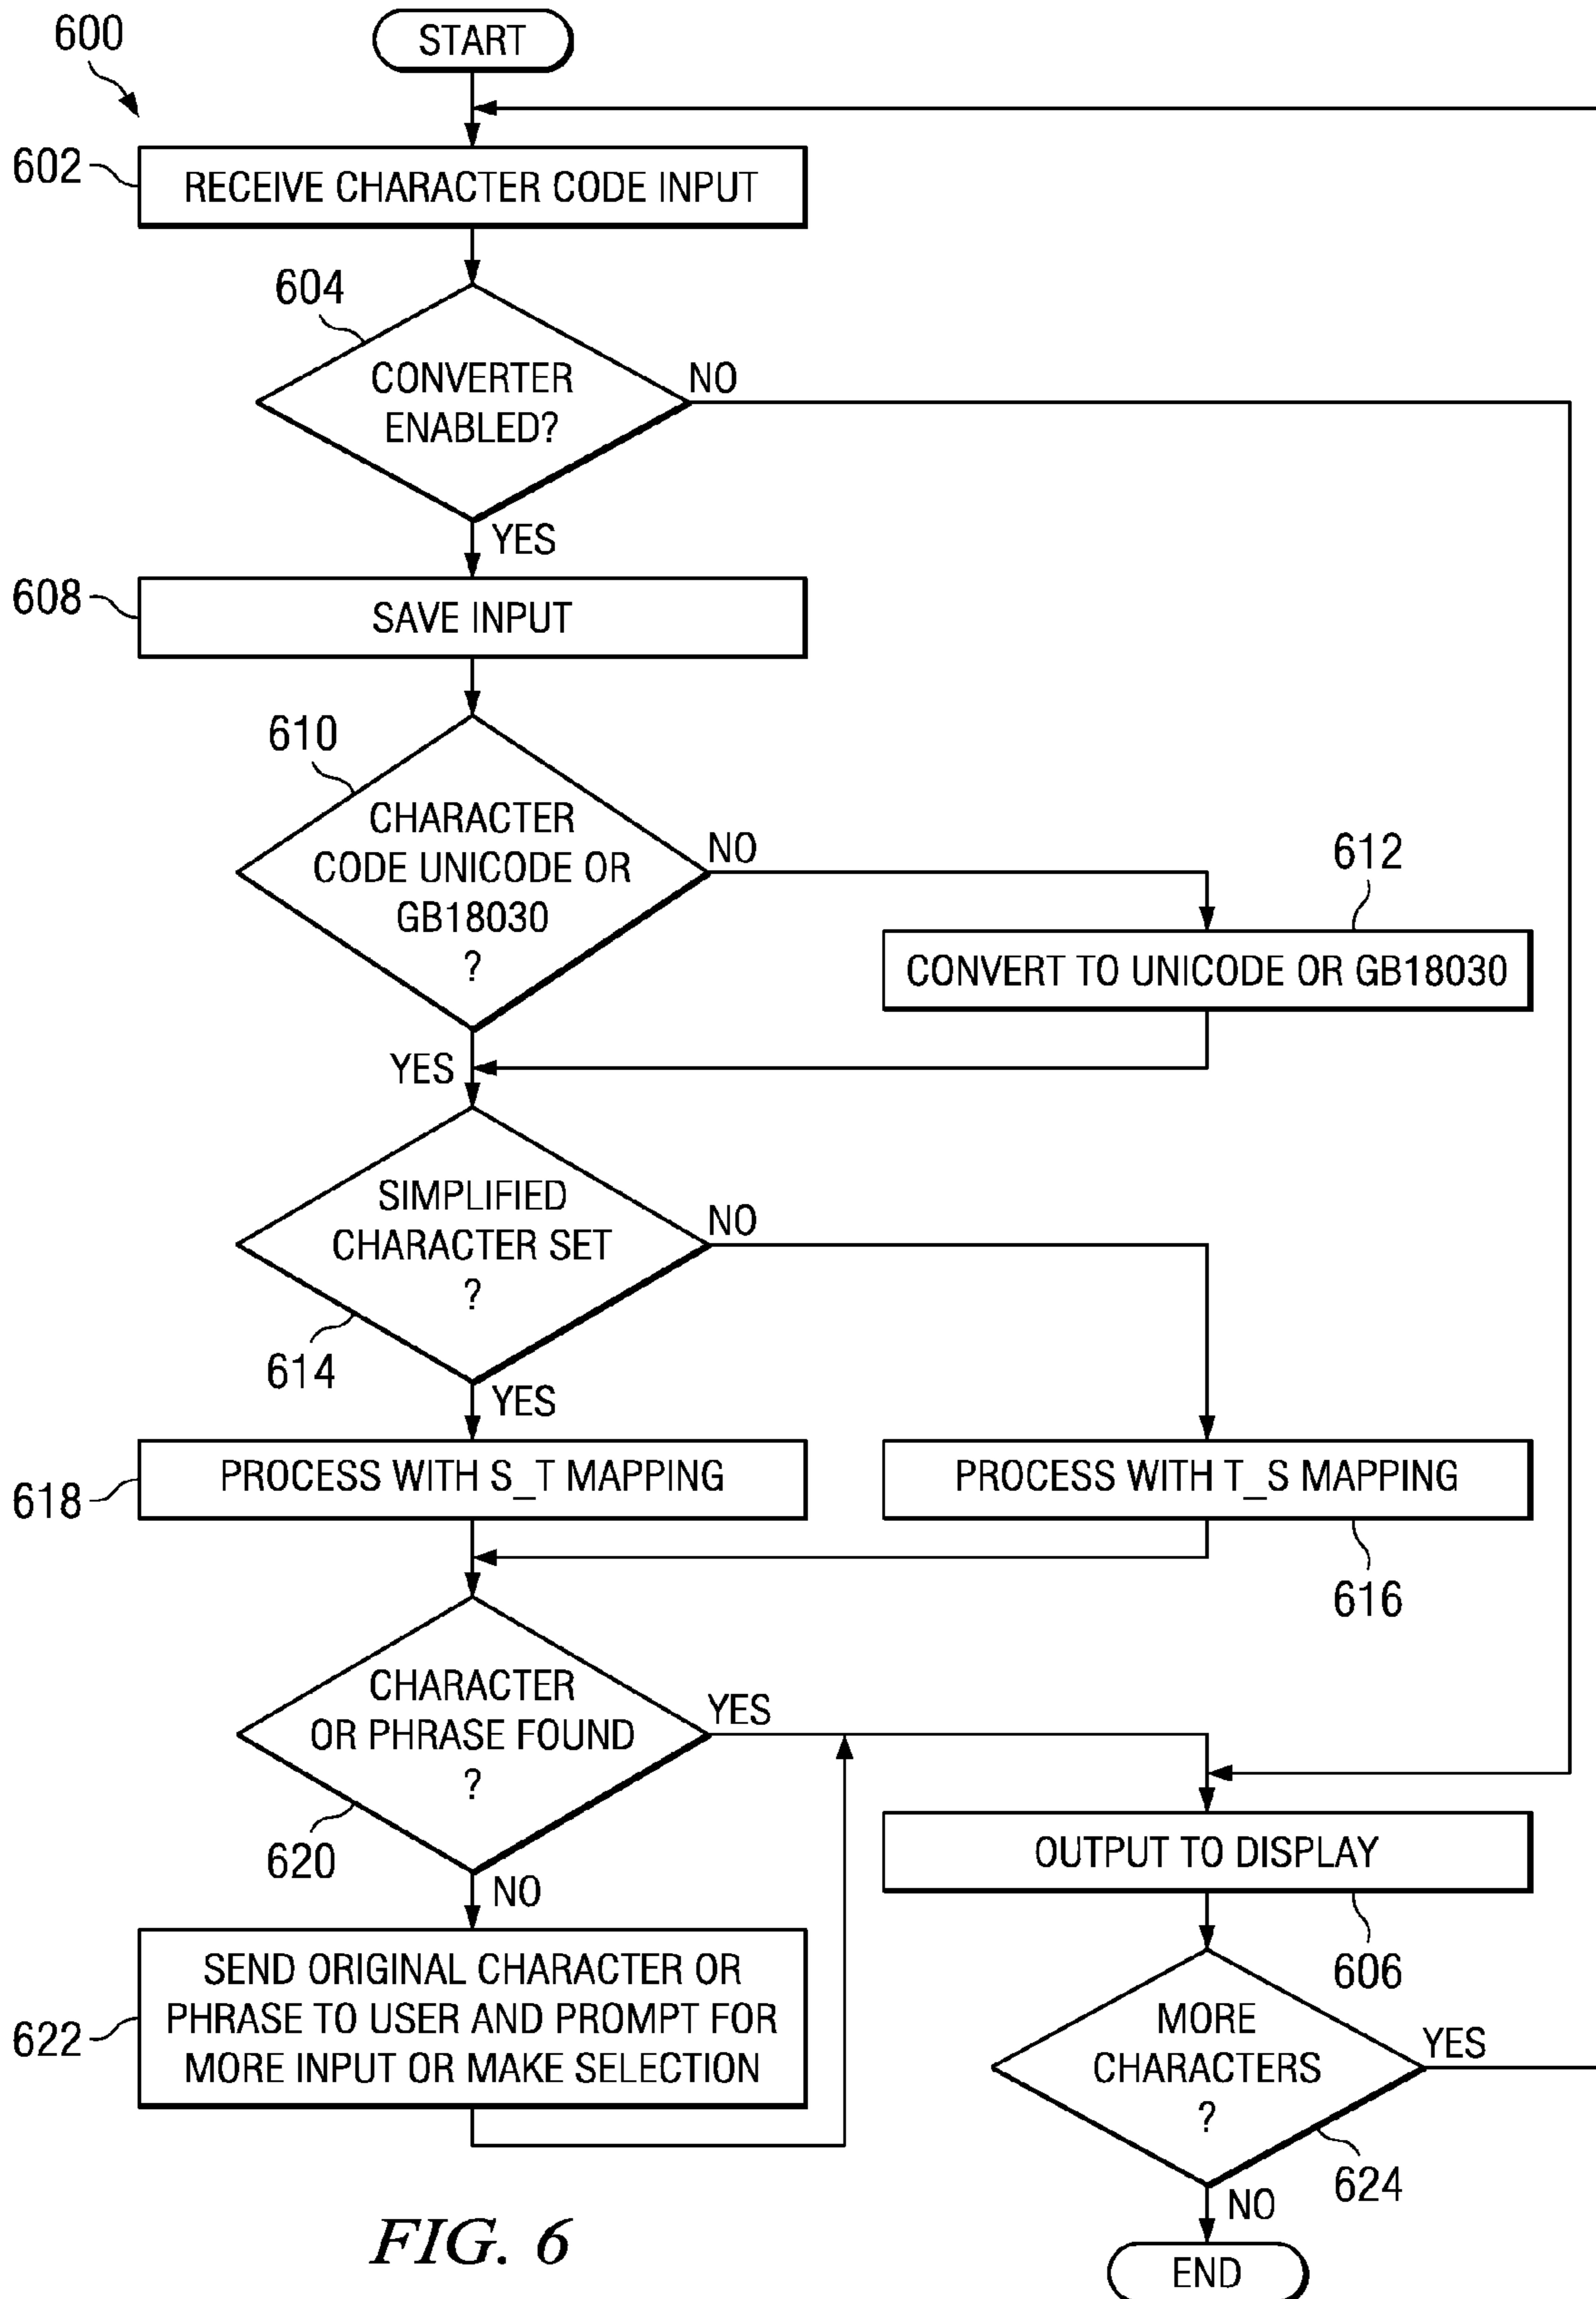 600
START
602
RECEIVE CHARACTER CODE INPUT
604
CONVERTER
ENABLED?
NO
YES
608
SAVE INPUT
610
CHARACTER
CODE UNICODE OR
GB18030
?
NO
612
CONVERT TO UNICODE OR GB18030
YES
SIMPLIFIED
CHARACTER SET
?
NO
614
YES
618
PROCESS WITH S_T MAPPING
PROCESS WITH T_S MAPPING
616
CHARACTER
OR PHRASE FOUND
?
YES
620
NO
OUTPUT TO DISPLAY
606
622
SEND ORIGINAL CHARACTER OR
PHRASE TO USER AND PROMPT FOR
MORE INPUT OR MAKE SELECTION
MORE
CHARACTERS
?
YES
624
NO
END
FIG. 6